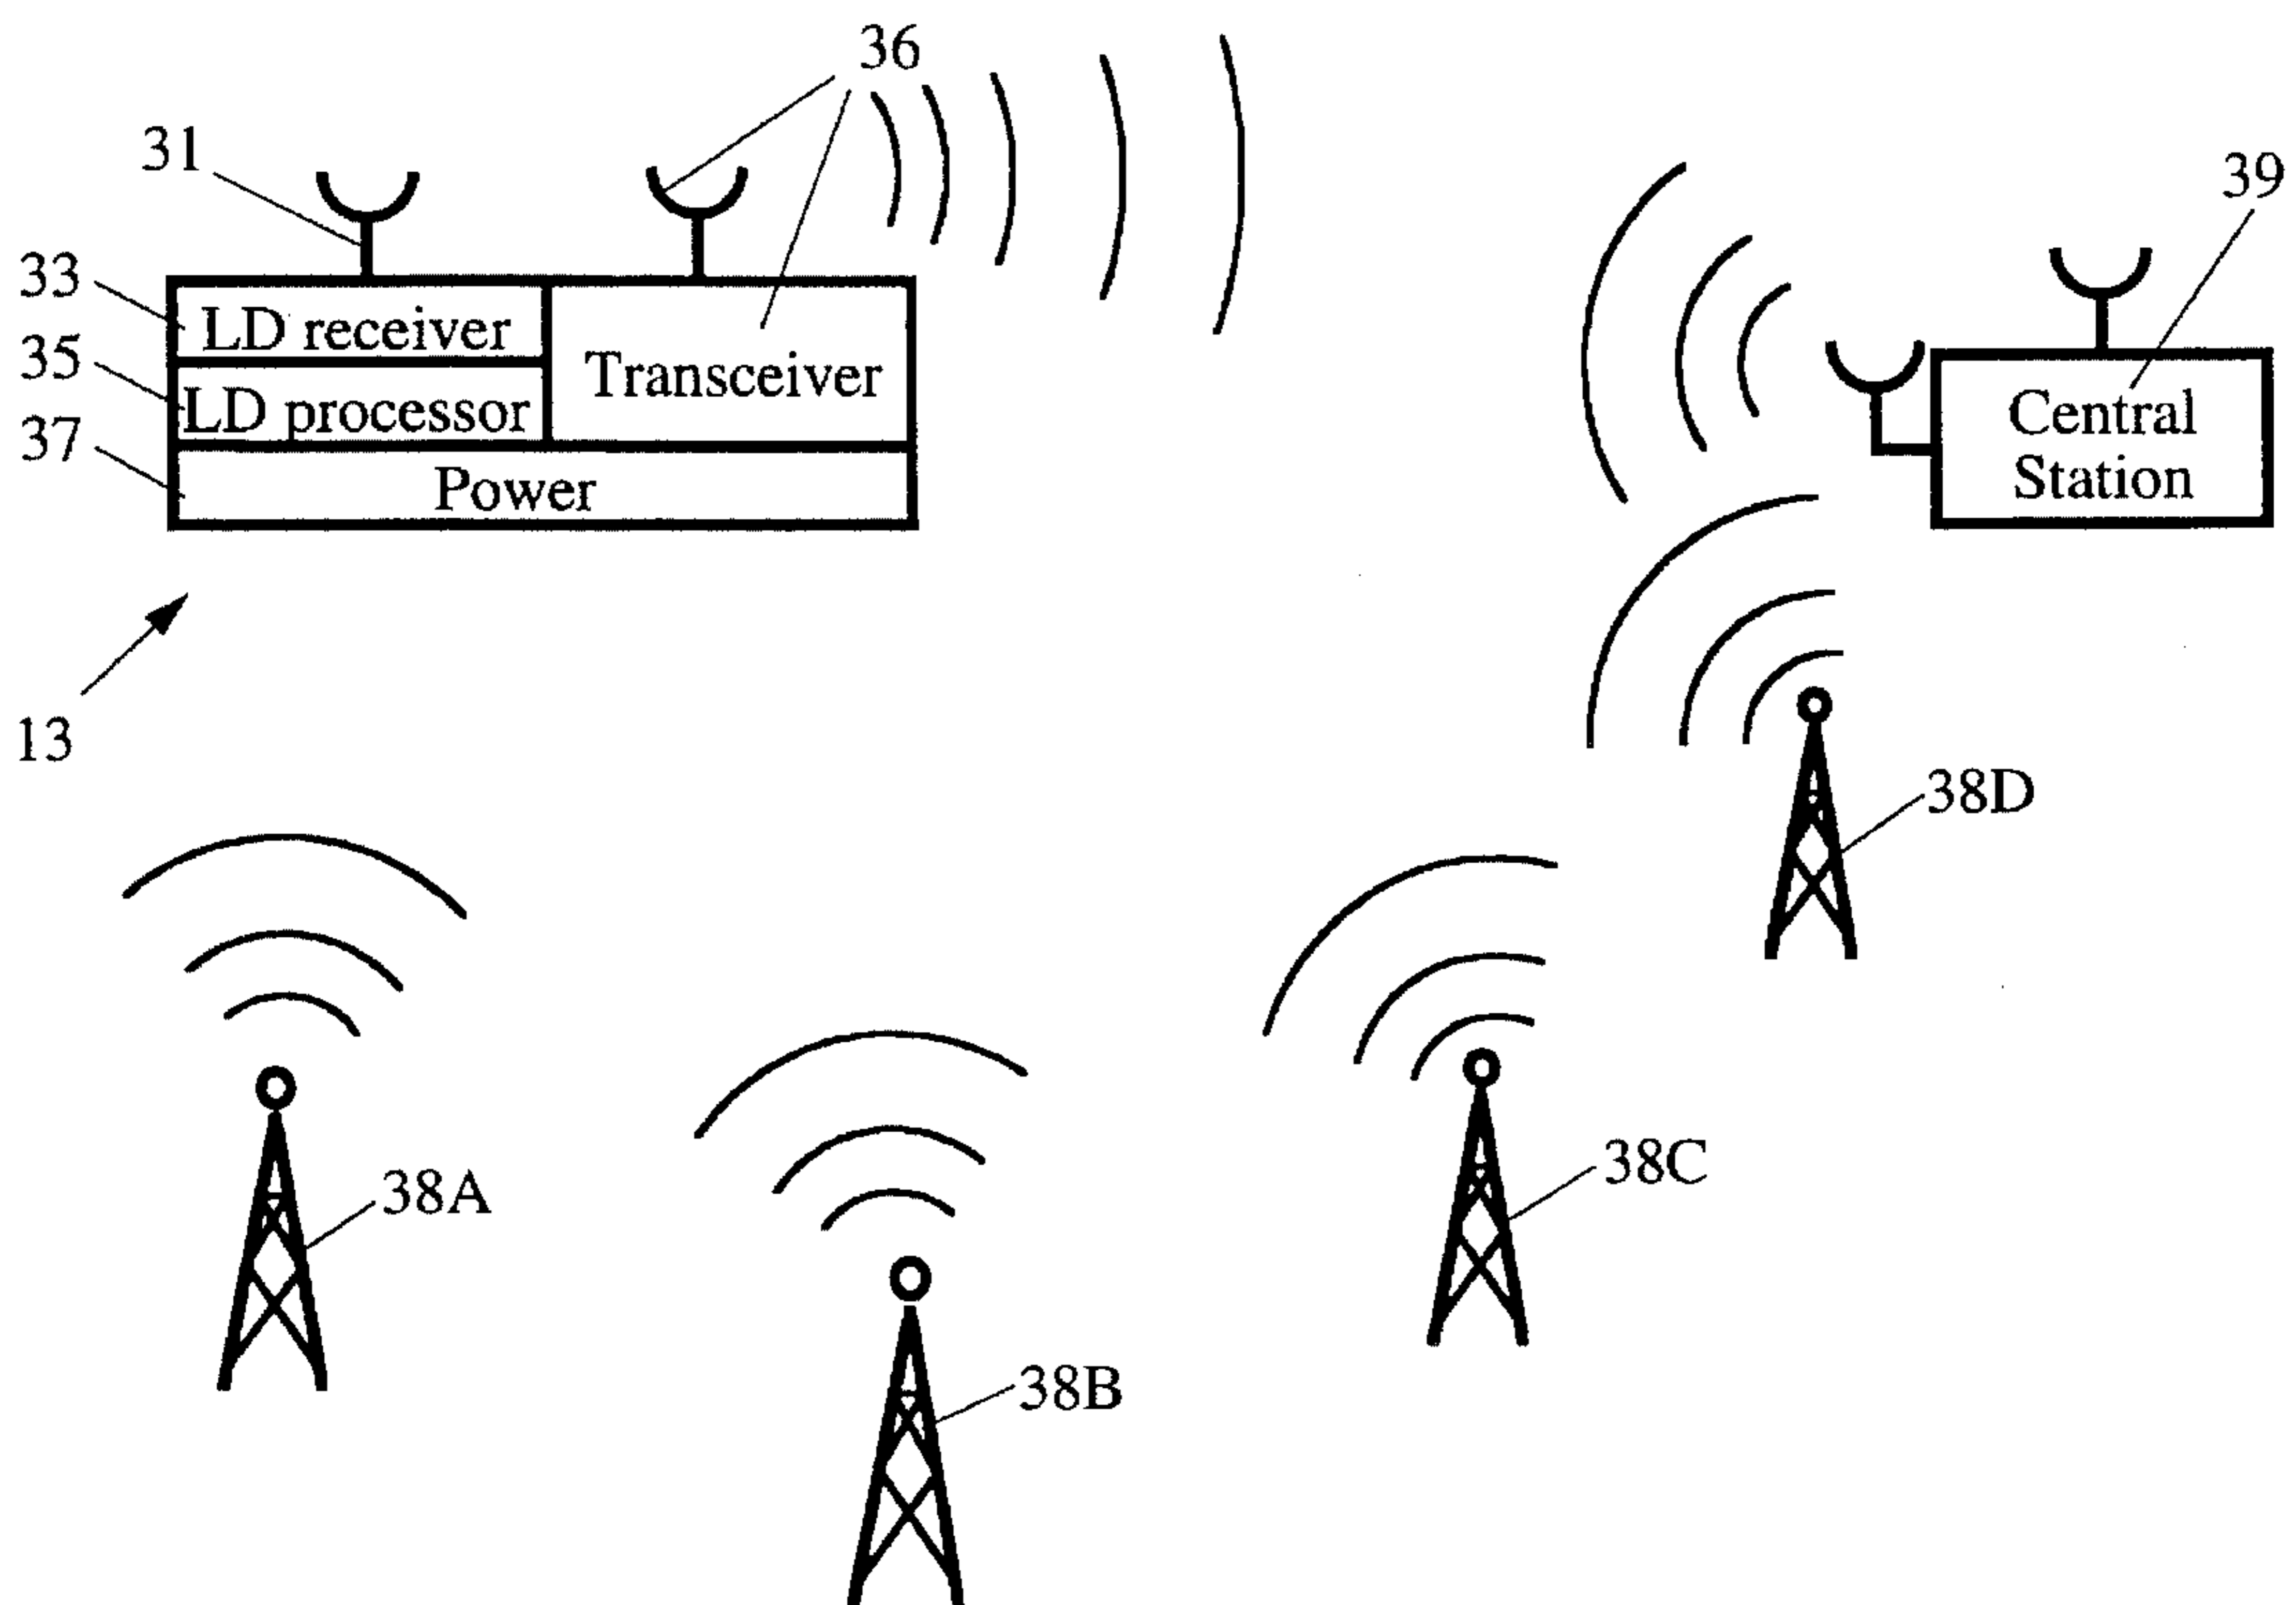 36
31
39
33
LD receiver
35
LD processor
Transceiver
37
Power
Central
Station
13
38D
38A
38C
38B